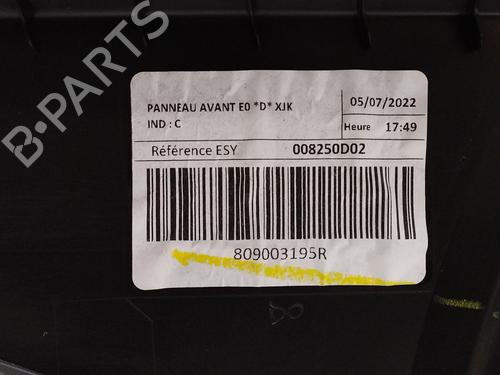 PANNEAU AVANT E0 *D* XJK
IND : C
05/07/2022
Heure 17:49
Référence ESY 008250D02
809003195R
B-PARTS
DO